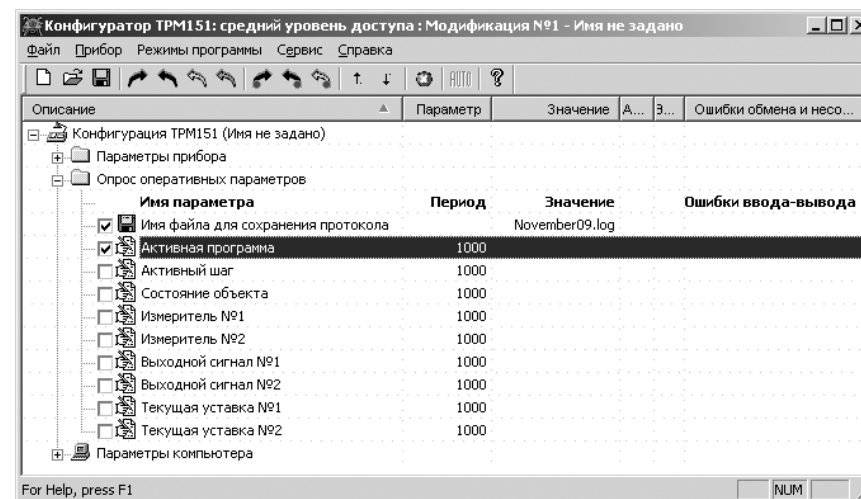 Конфигуратор ТРМ151: средний уровень доступа : Модификация №1 - Имя не задано
Файл Прибор Режимы программы Сервис Справка
AUTO ?
Описание Параметр Значение А... З... Ошибки обмена и несо...
Конфигурация ТРМ151 (Имя не задано)
Параметры прибора
Опрос оперативных параметров
Имя параметра Период Значение Ошибки ввода-вывода
Имя файла для сохранения протокола November09.log
Активная программа 1000
Активный шаг 1000
Состояние объекта 1000
Измеритель №1 1000
Измеритель №2 1000
Выходной сигнал №1 1000
Выходной сигнал №2 1000
Текущая уставка №1 1000
Текущая уставка №2 1000
Параметры компьютера
For Help, press F1 NUM